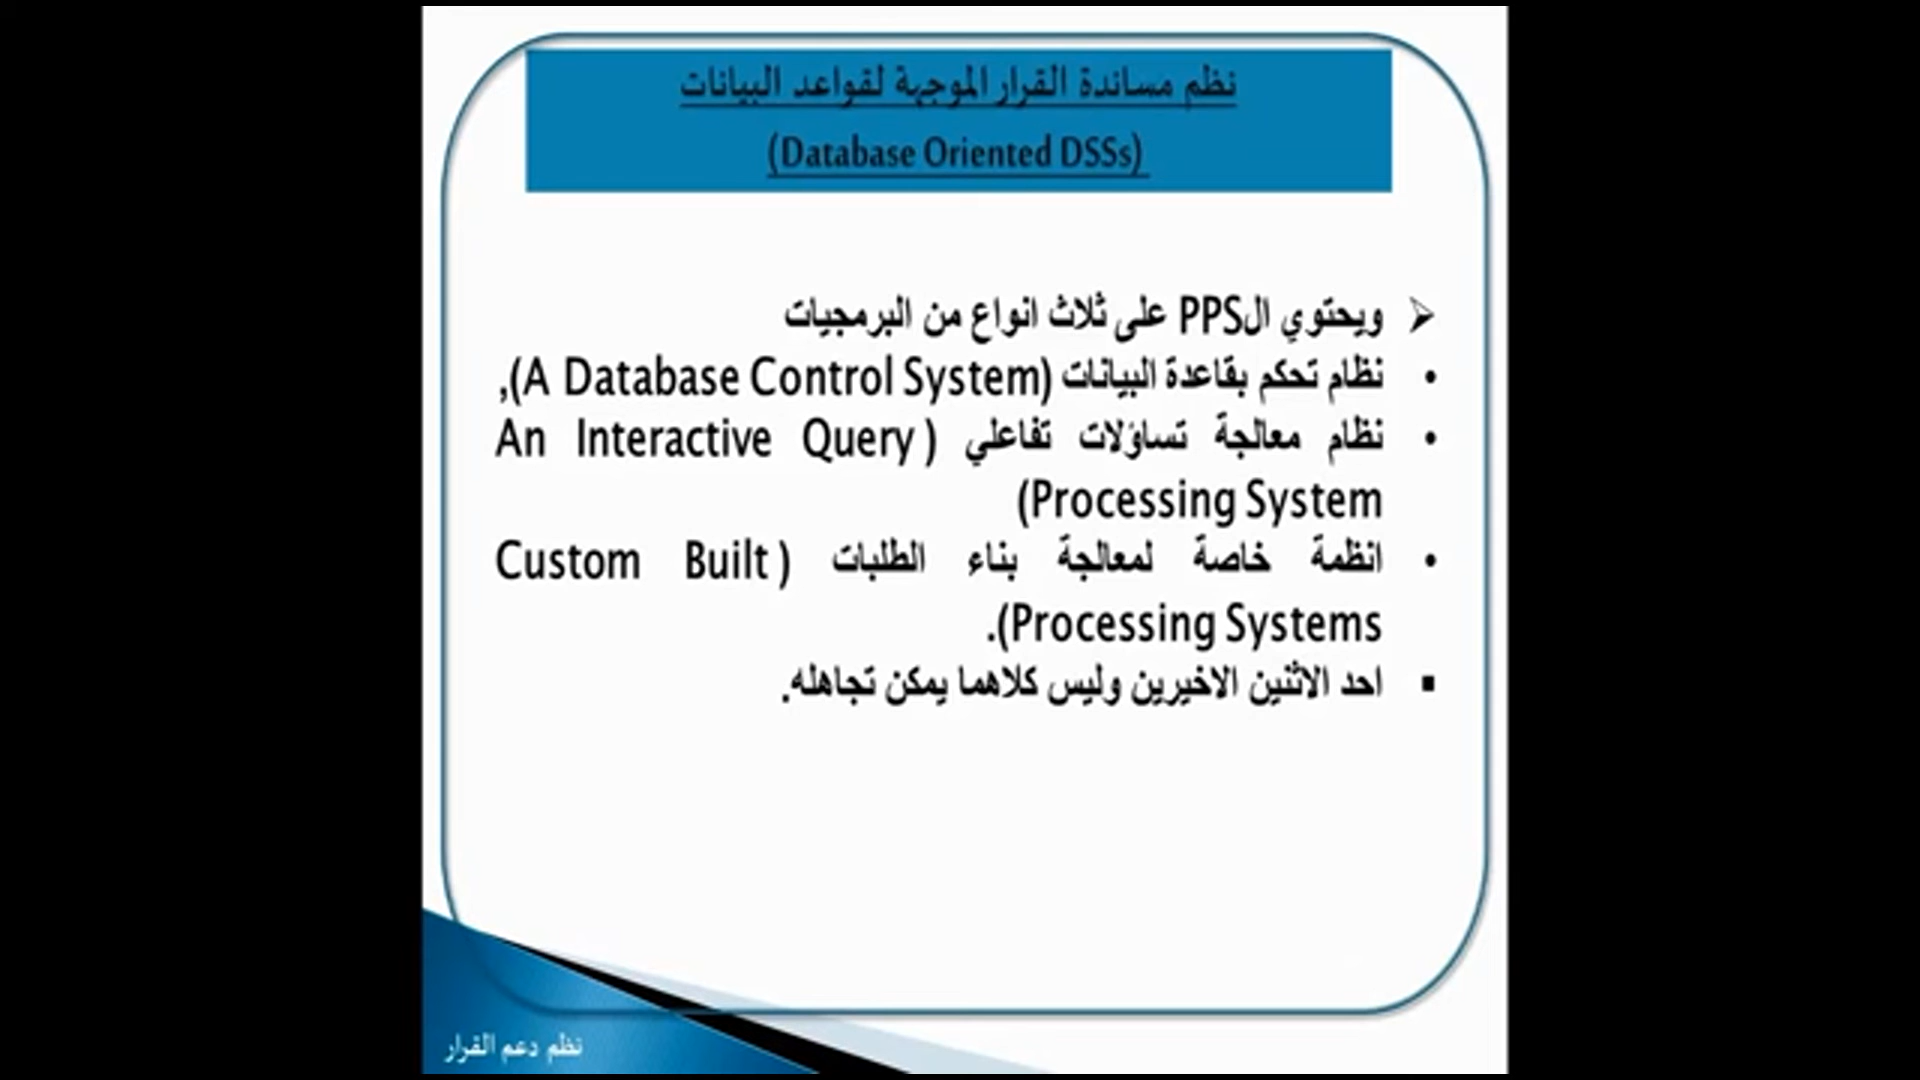 نظم مساندة القرار الموجهة لقواعد البيانات
(Database Oriented DSSs)
ويحتوي الPPS على ثلاث انواع من البرمجيات
نظام تحكم بقاعدة البيانات (A Database Control System),
نظام معالجة تساؤلات تفاعلي (An Interactive Query
Processing System)
انظمة خاصة لمعالجة بناء الطلبات (Custom Built
Processing Systems).
احد الاثنين الاخيرين وليس كلاهما يمكن تجاهله.
نظم دعم القرار